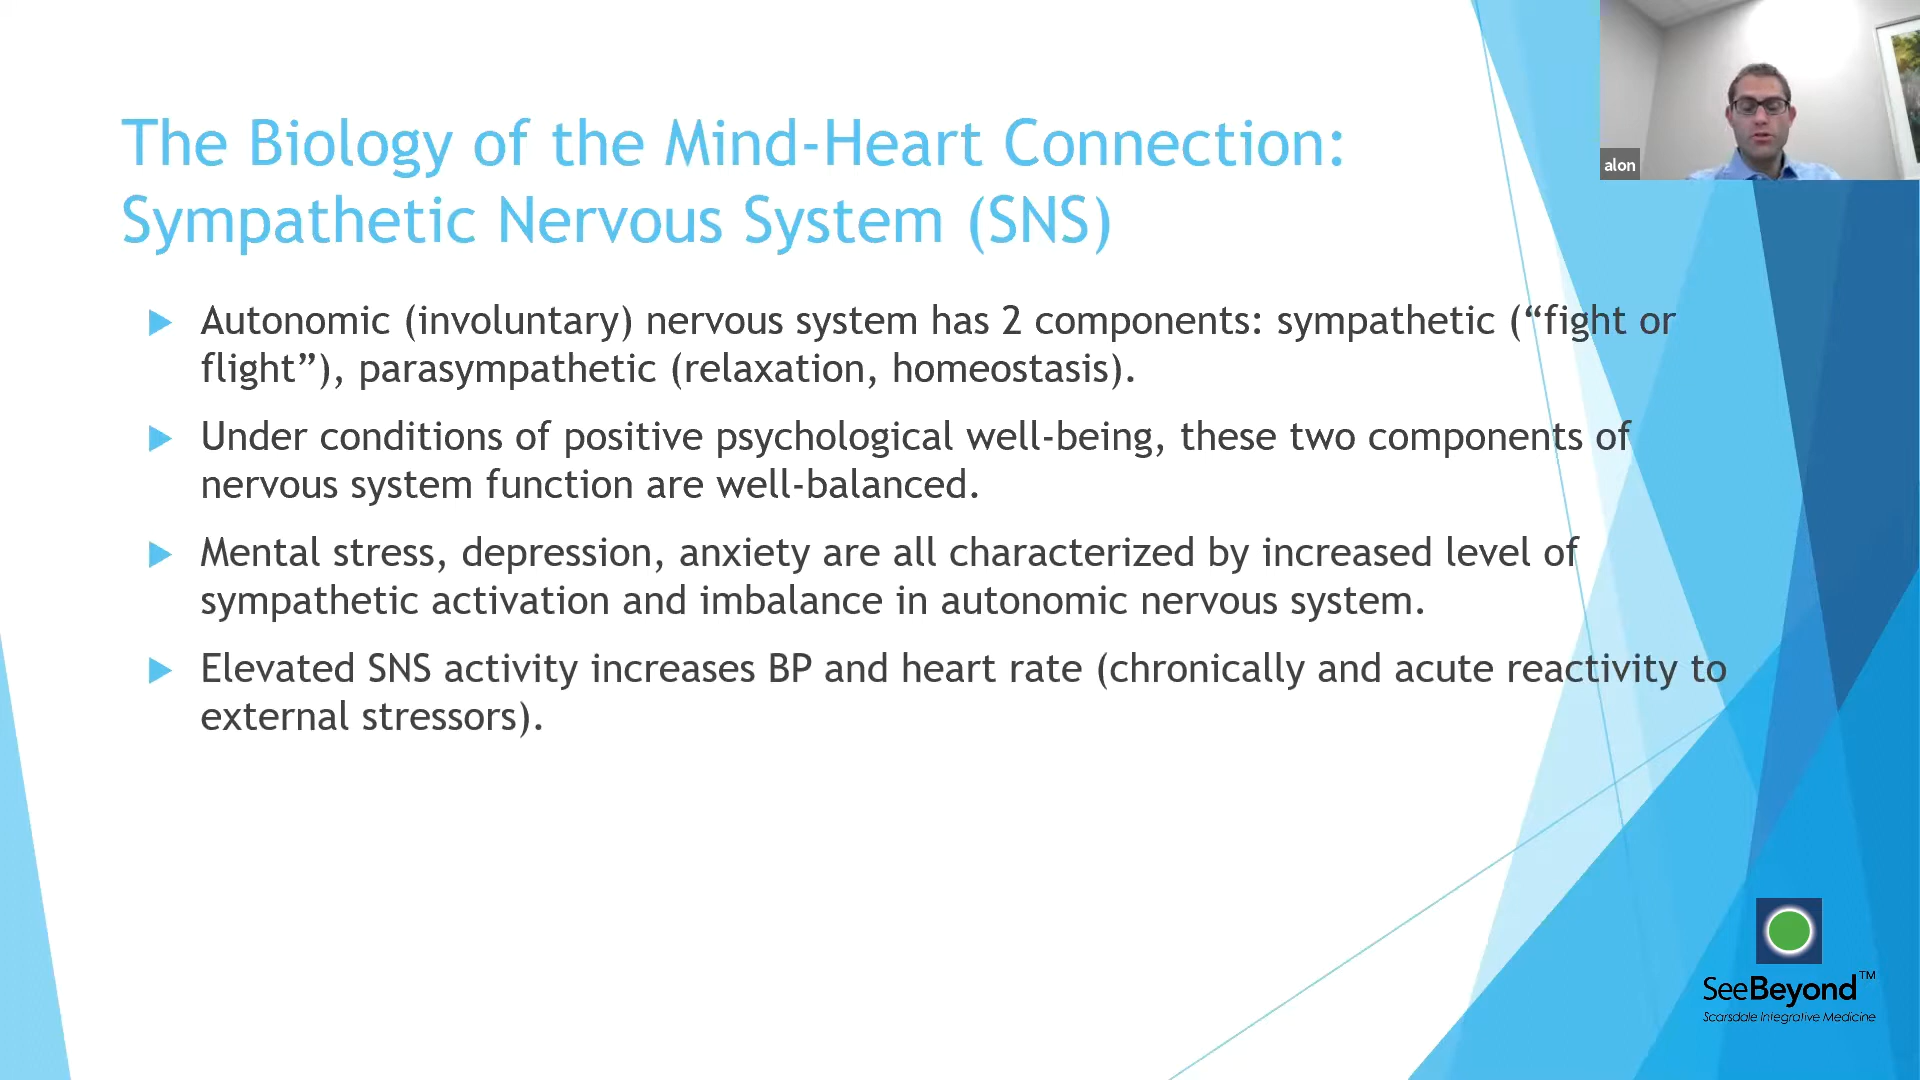 The Biology of the Mind-Heart Connection:
Sympathetic Nervous System (SNS)
alon
Autonomic (involuntary) nervous system has 2 components: sympathetic (“fight or
flight”), parasympathetic (relaxation, homeostasis).
Under conditions of positive psychological well-being, these two components of
nervous system function are well-balanced.
Mental stress, depression, anxiety are all characterized by increased level of
sympathetic activation and imbalance in autonomic nervous system.
Elevated SNS activity increases BP and heart rate (chronically and acute reactivity to
external stressors).
SeeBeyond™
Scarsdale Integrative Medicine